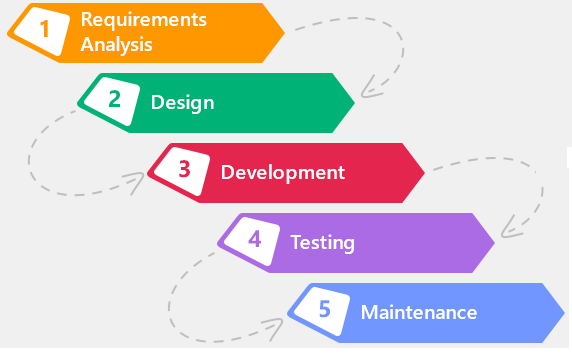 1
Requirements
Analysis
2
Design
3
Development
4
Testing
5
Maintenance